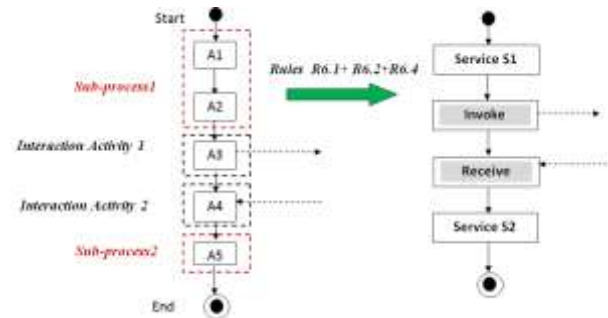 Start
A1
Sub-process1
A2
Interaction Activity 1
A3
Interaction Activity 2
A4
Sub-process2
A5
End
Rules R6.1+ R6.2+R6.4
Service S1
Invoke
Receive
Service S2